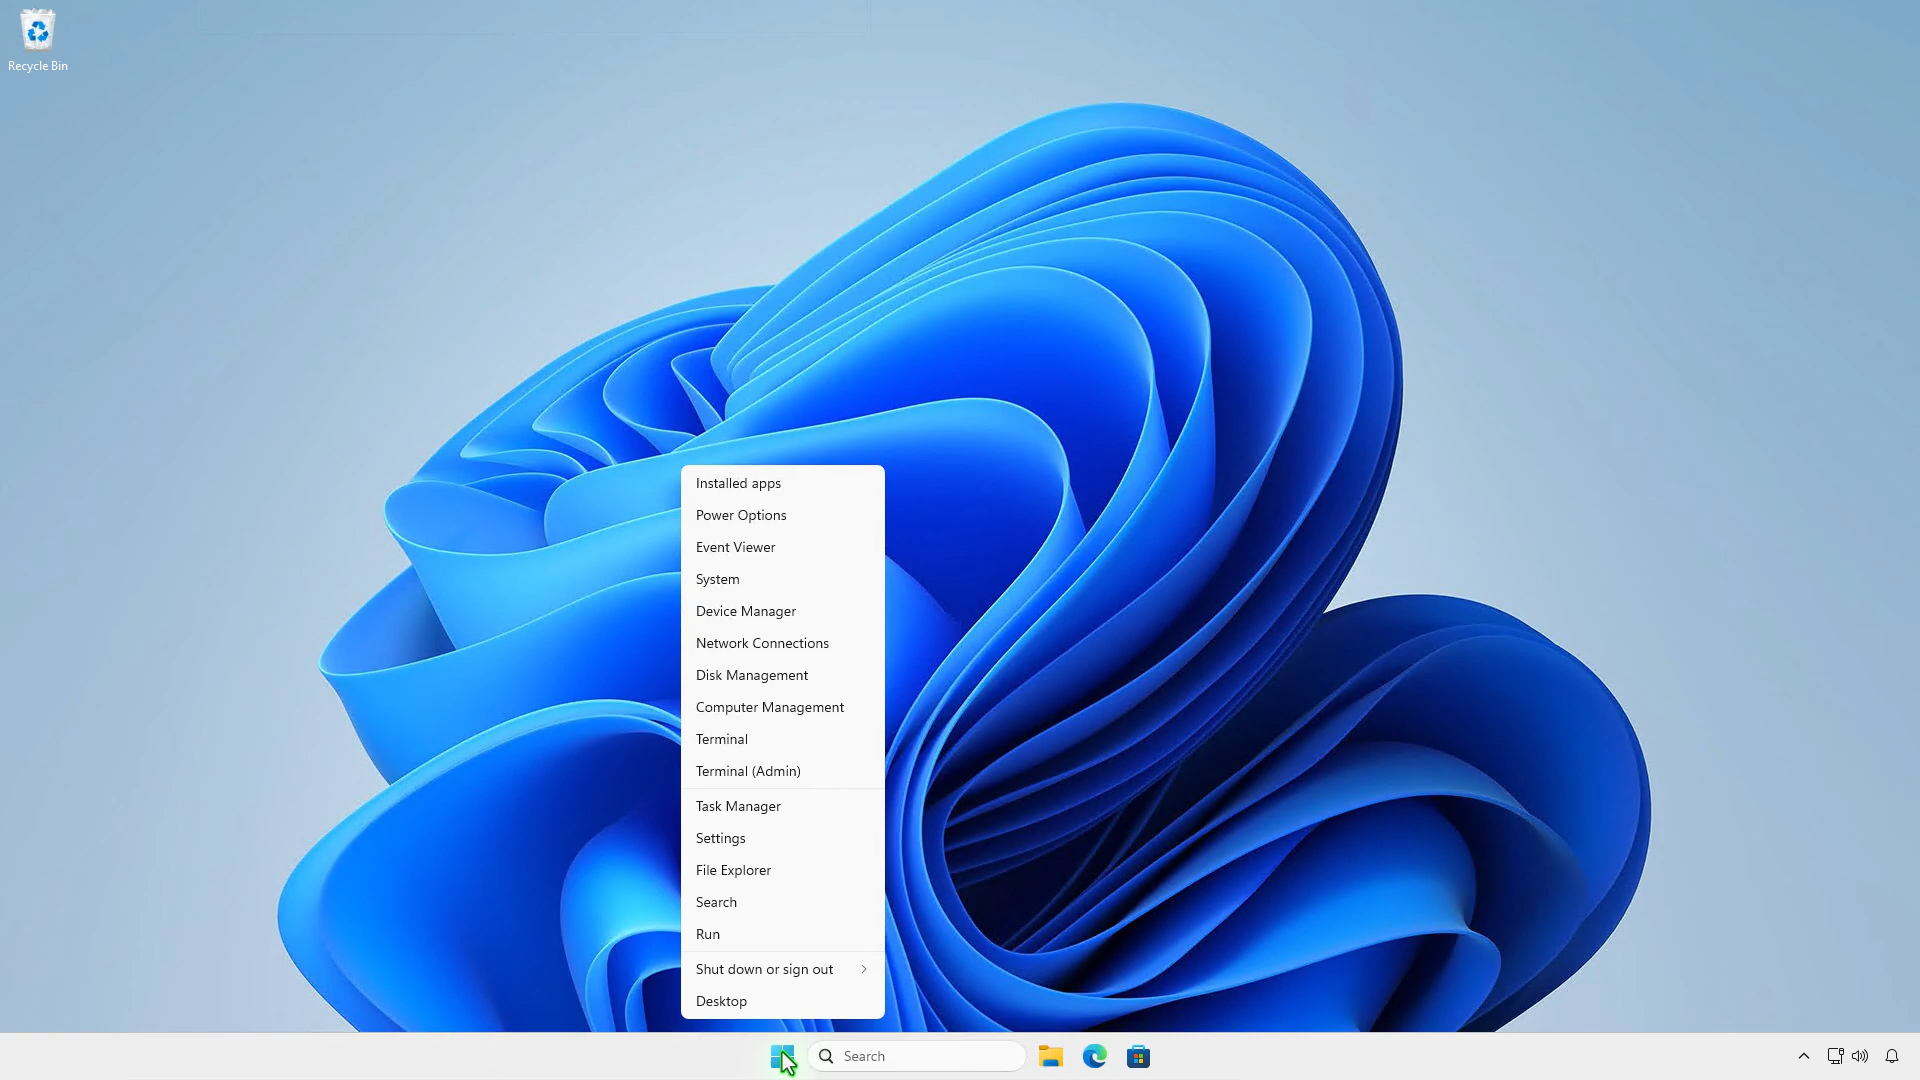 Recycle Bin
Installed apps
Power Options
Event Viewer
System
Device Manager
Network Connections
Disk Management
Computer Management
Terminal
Terminal (Admin)
Task Manager
Settings
File Explorer
Search
Run
Shut down or sign out
Desktop
Search